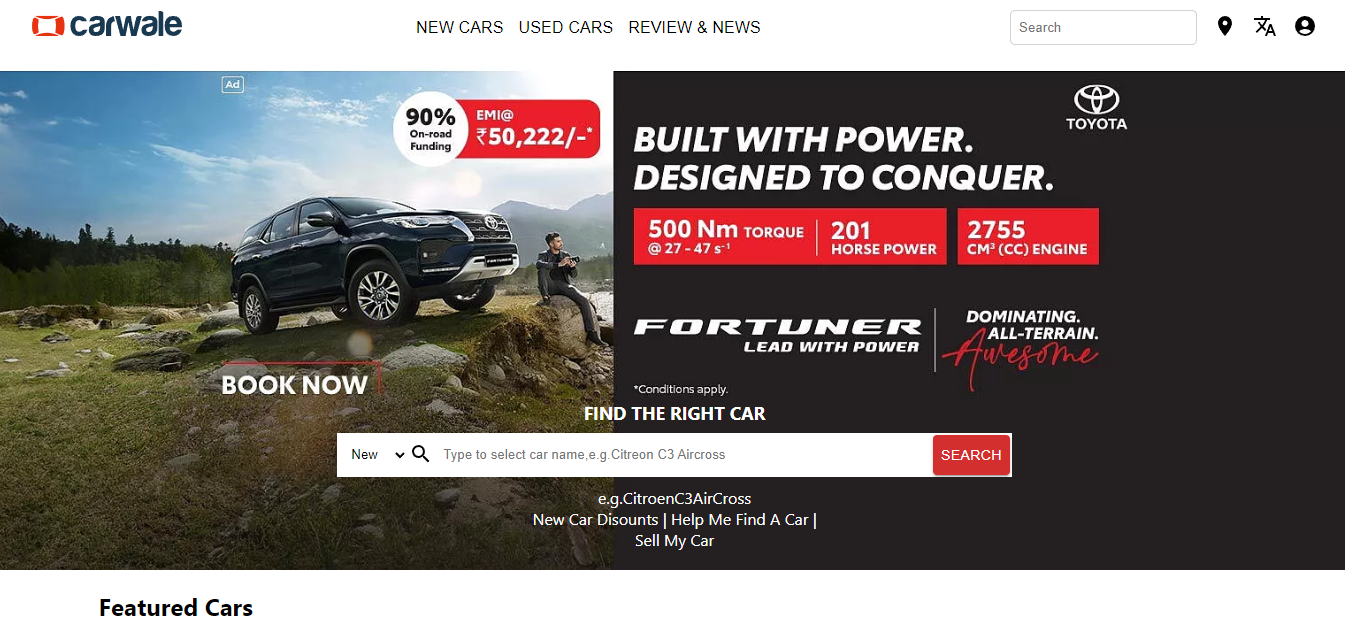 carwale
NEW CARS USED CARS REVIEW & NEWS
Search
Ad
90%
On-road
Funding
EMI@
₹50,222/-*
TOYOTA
BUILT WITH POWER.
DESIGNED TO CONQUER.
500 Nm TORQUE
@ 27 - 47 s-1
201
HORSE POWER
2755
CM³ (CC) ENGINE
FORTUNER
LEAD WITH POWER
DOMINATING.
ALL-TERRAIN.
Awesome
BOOK NOW
*Conditions apply.
FIND THE RIGHT CAR
New Type to select car name,e.g.Citreon C3 Aircross SEARCH
e.g.CitroenC3AirCross
New Car Disounts | Help Me Find A Car |
Sell My Car
Featured Cars